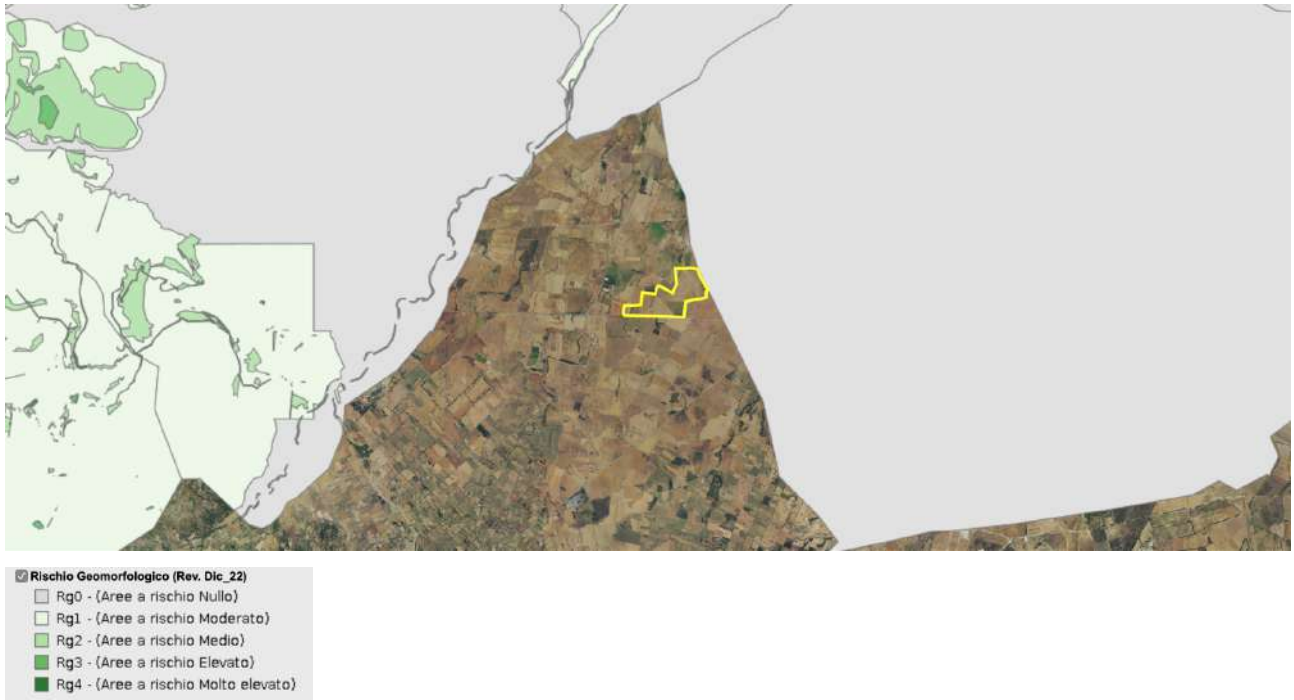 Rischio Geomorfologico (Rev. Dic_22)
Rg0 - (Aree a rischio Nullo)
Rg1 - (Aree a rischio Moderato)
Rg2 - (Aree a rischio Medio)
Rg3 - (Aree a rischio Elevato)
Rg4 - (Aree a rischio Molto elevato)